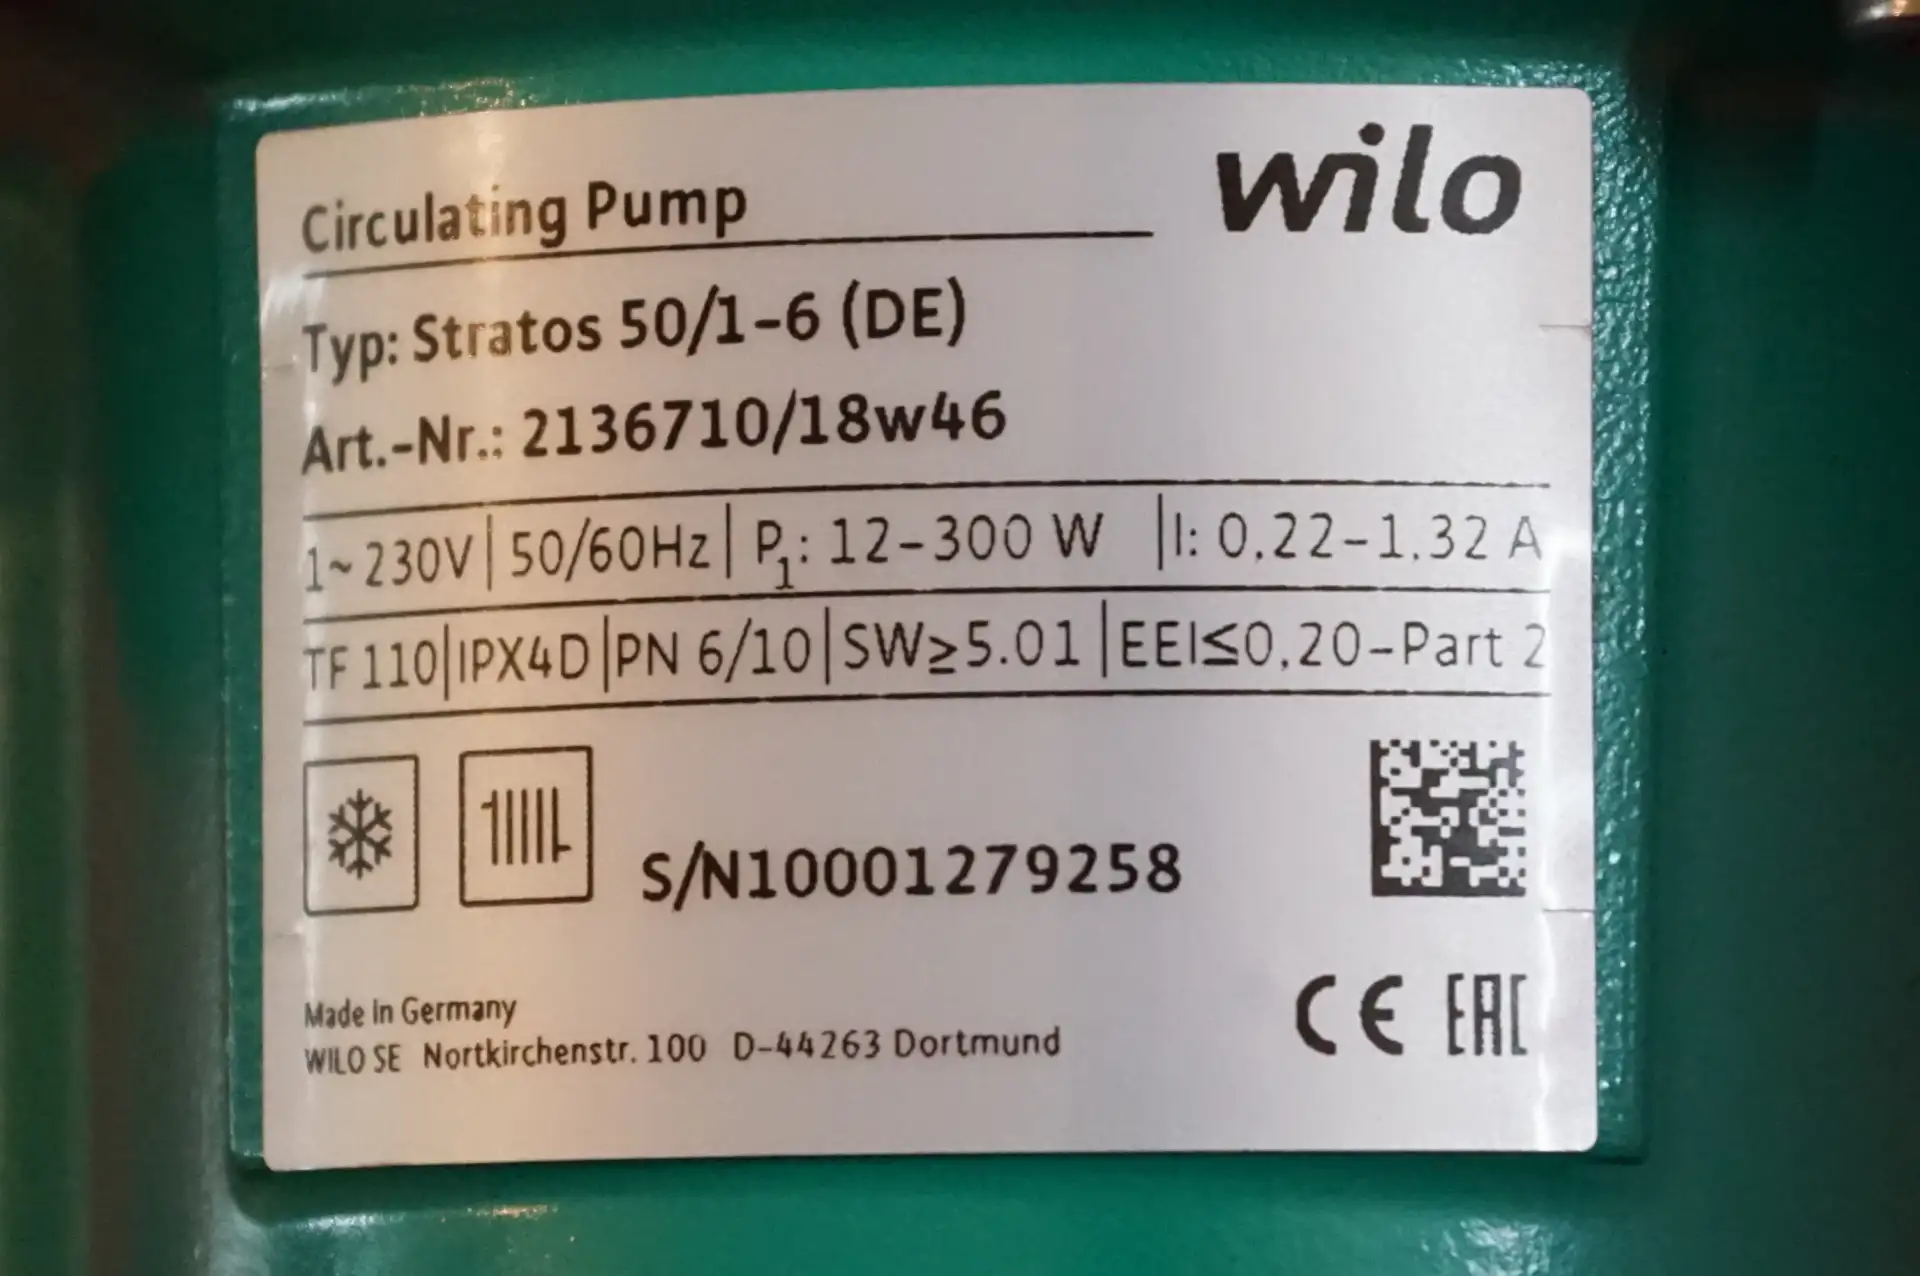 wilo
Circulating Pump
Typ: Stratos 50/1-6 (DE)
Art.-Nr.: 2136710/18w46
1~ 230V | 50/60Hz | P1: 12-300 W | I: 0.22-1.32 A
TF 110 | IPX4D | PN 6/10 | SW≥5.01 | EEI≤0.20-Part 2
S/N10001279258
Made in Germany
WILO SE Nortkirchenstr. 100 D-44263 Dortmund
CE EAC